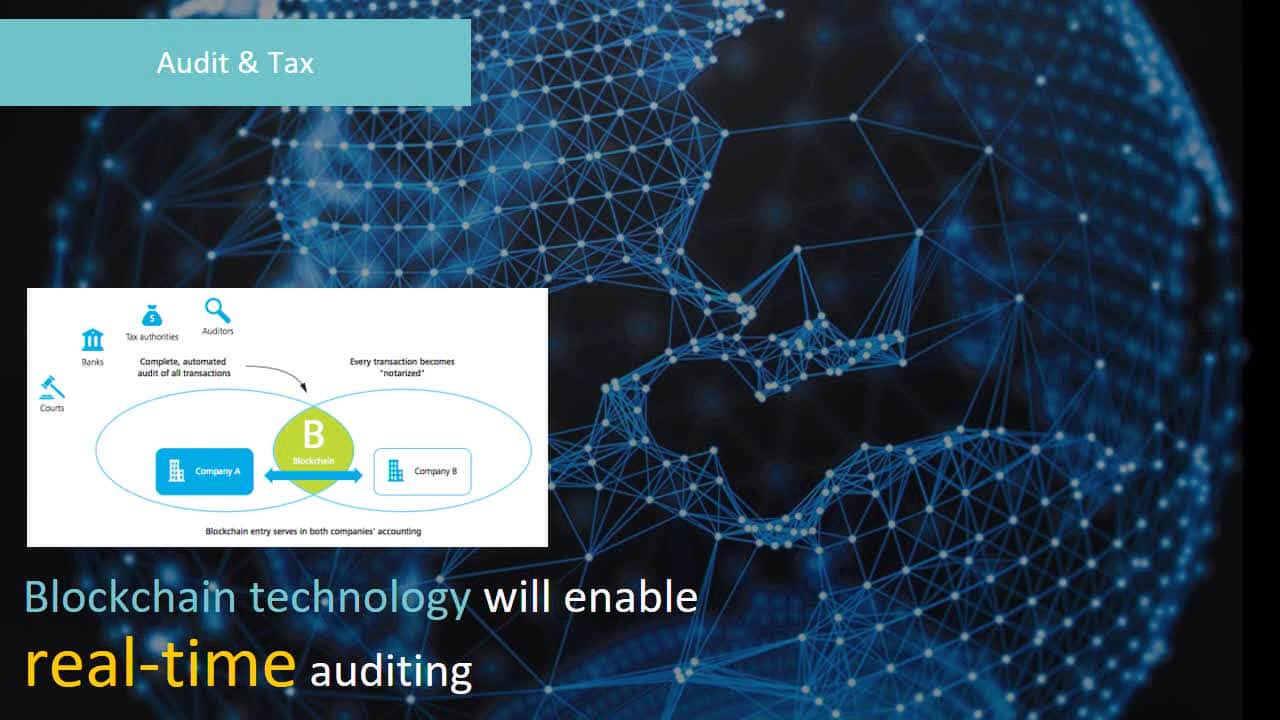 Audit & Tax
Tax authorities
Auditors
Banks
Courts
Complete, automated
audit of all transactions
Every transaction becomes
"notarized"
B
Blockchain
Company A
Company B
Blockchain entry serves in both companies' accounting
Blockchain technology will enable
real-time auditing